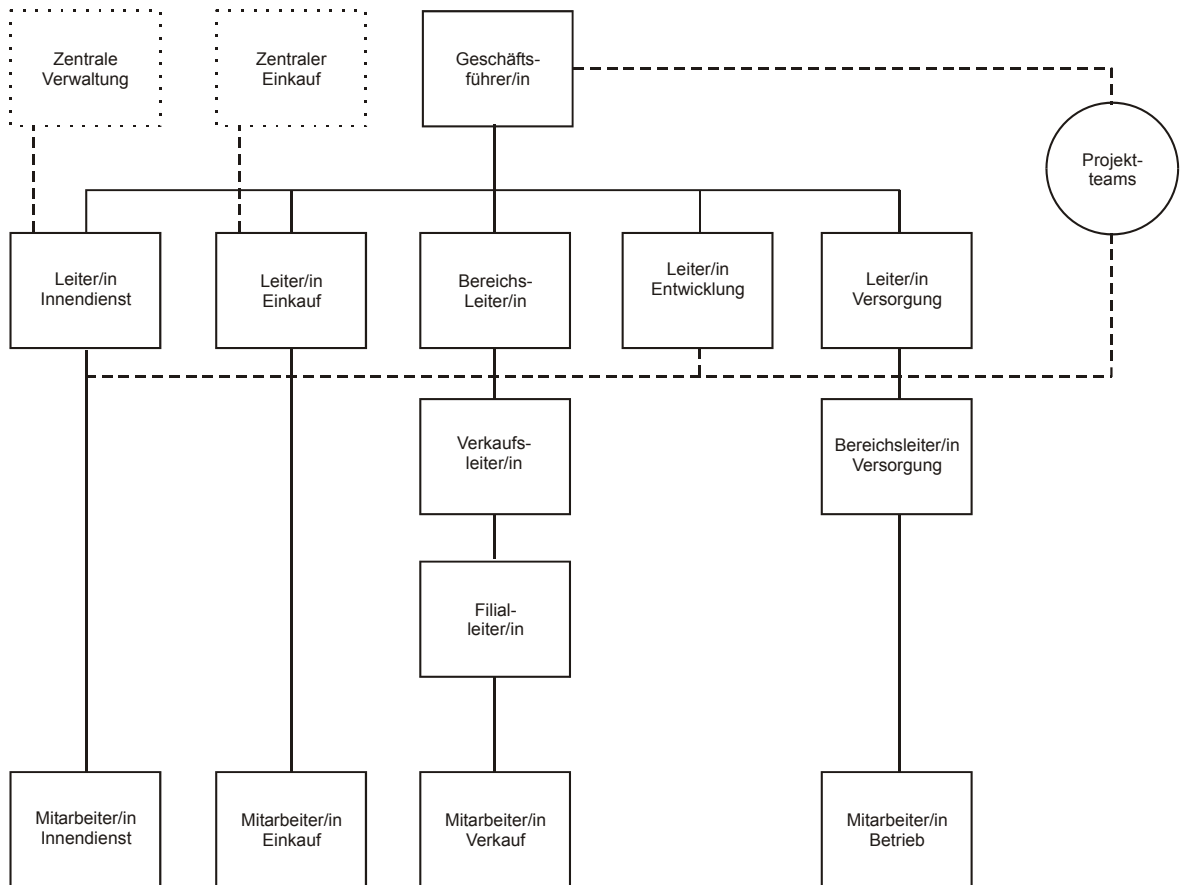 Zentrale
Verwaltung
Zentraler
Einkauf
Geschäfts-
führer/in
Projekt-
teams
Leiter/in
Innendienst
Leiter/in
Einkauf
Bereichs-
Leiter/in
Leiter/in
Entwicklung
Leiter/in
Versorgung
Verkaufs-
leiter/in
Bereichsleiter/in
Versorgung
Filial-
leiter/in
Mitarbeiter/in
Innendienst
Mitarbeiter/in
Einkauf
Mitarbeiter/in
Verkauf
Mitarbeiter/in
Betrieb